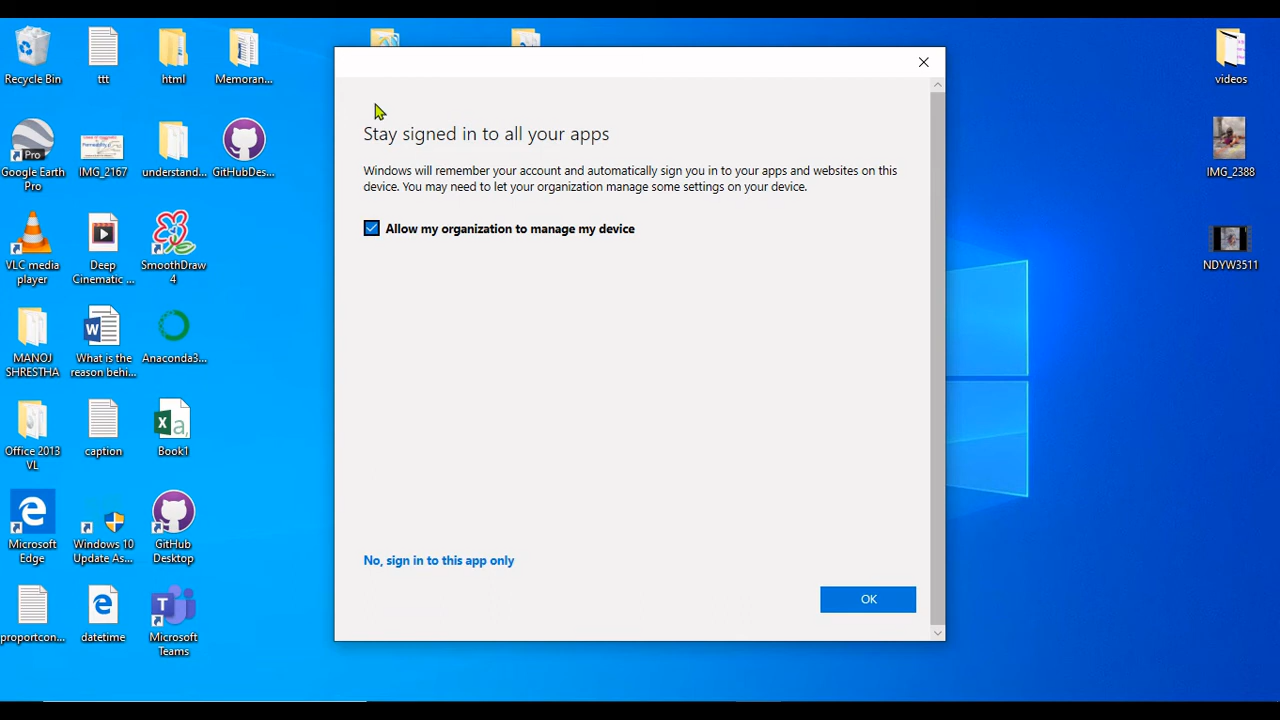 Recycle Bin
ttt
html
Memoran...
videos
Stay signed in to all your apps
Windows will remember your account and automatically sign you in to your apps and websites on this
device. You may need to let your organization manage some settings on your device.
Allow my organization to manage my device
No, sign in to this app only
OK
Pro
Google Earth
Pro
IMG_2167
understand...
GitHubDes...
IMG_2388
VLC media
player
Deep
Cinematic ...
SmoothDraw
4
NDYW3511
MANOJ
SHRESTHA
What is the
reason behi...
Anaconda3...
Office 2013
VL
caption
Book1
Microsoft
Edge
Windows 10
Update As...
GitHub
Desktop
proportcon...
datetime
Microsoft
Teams